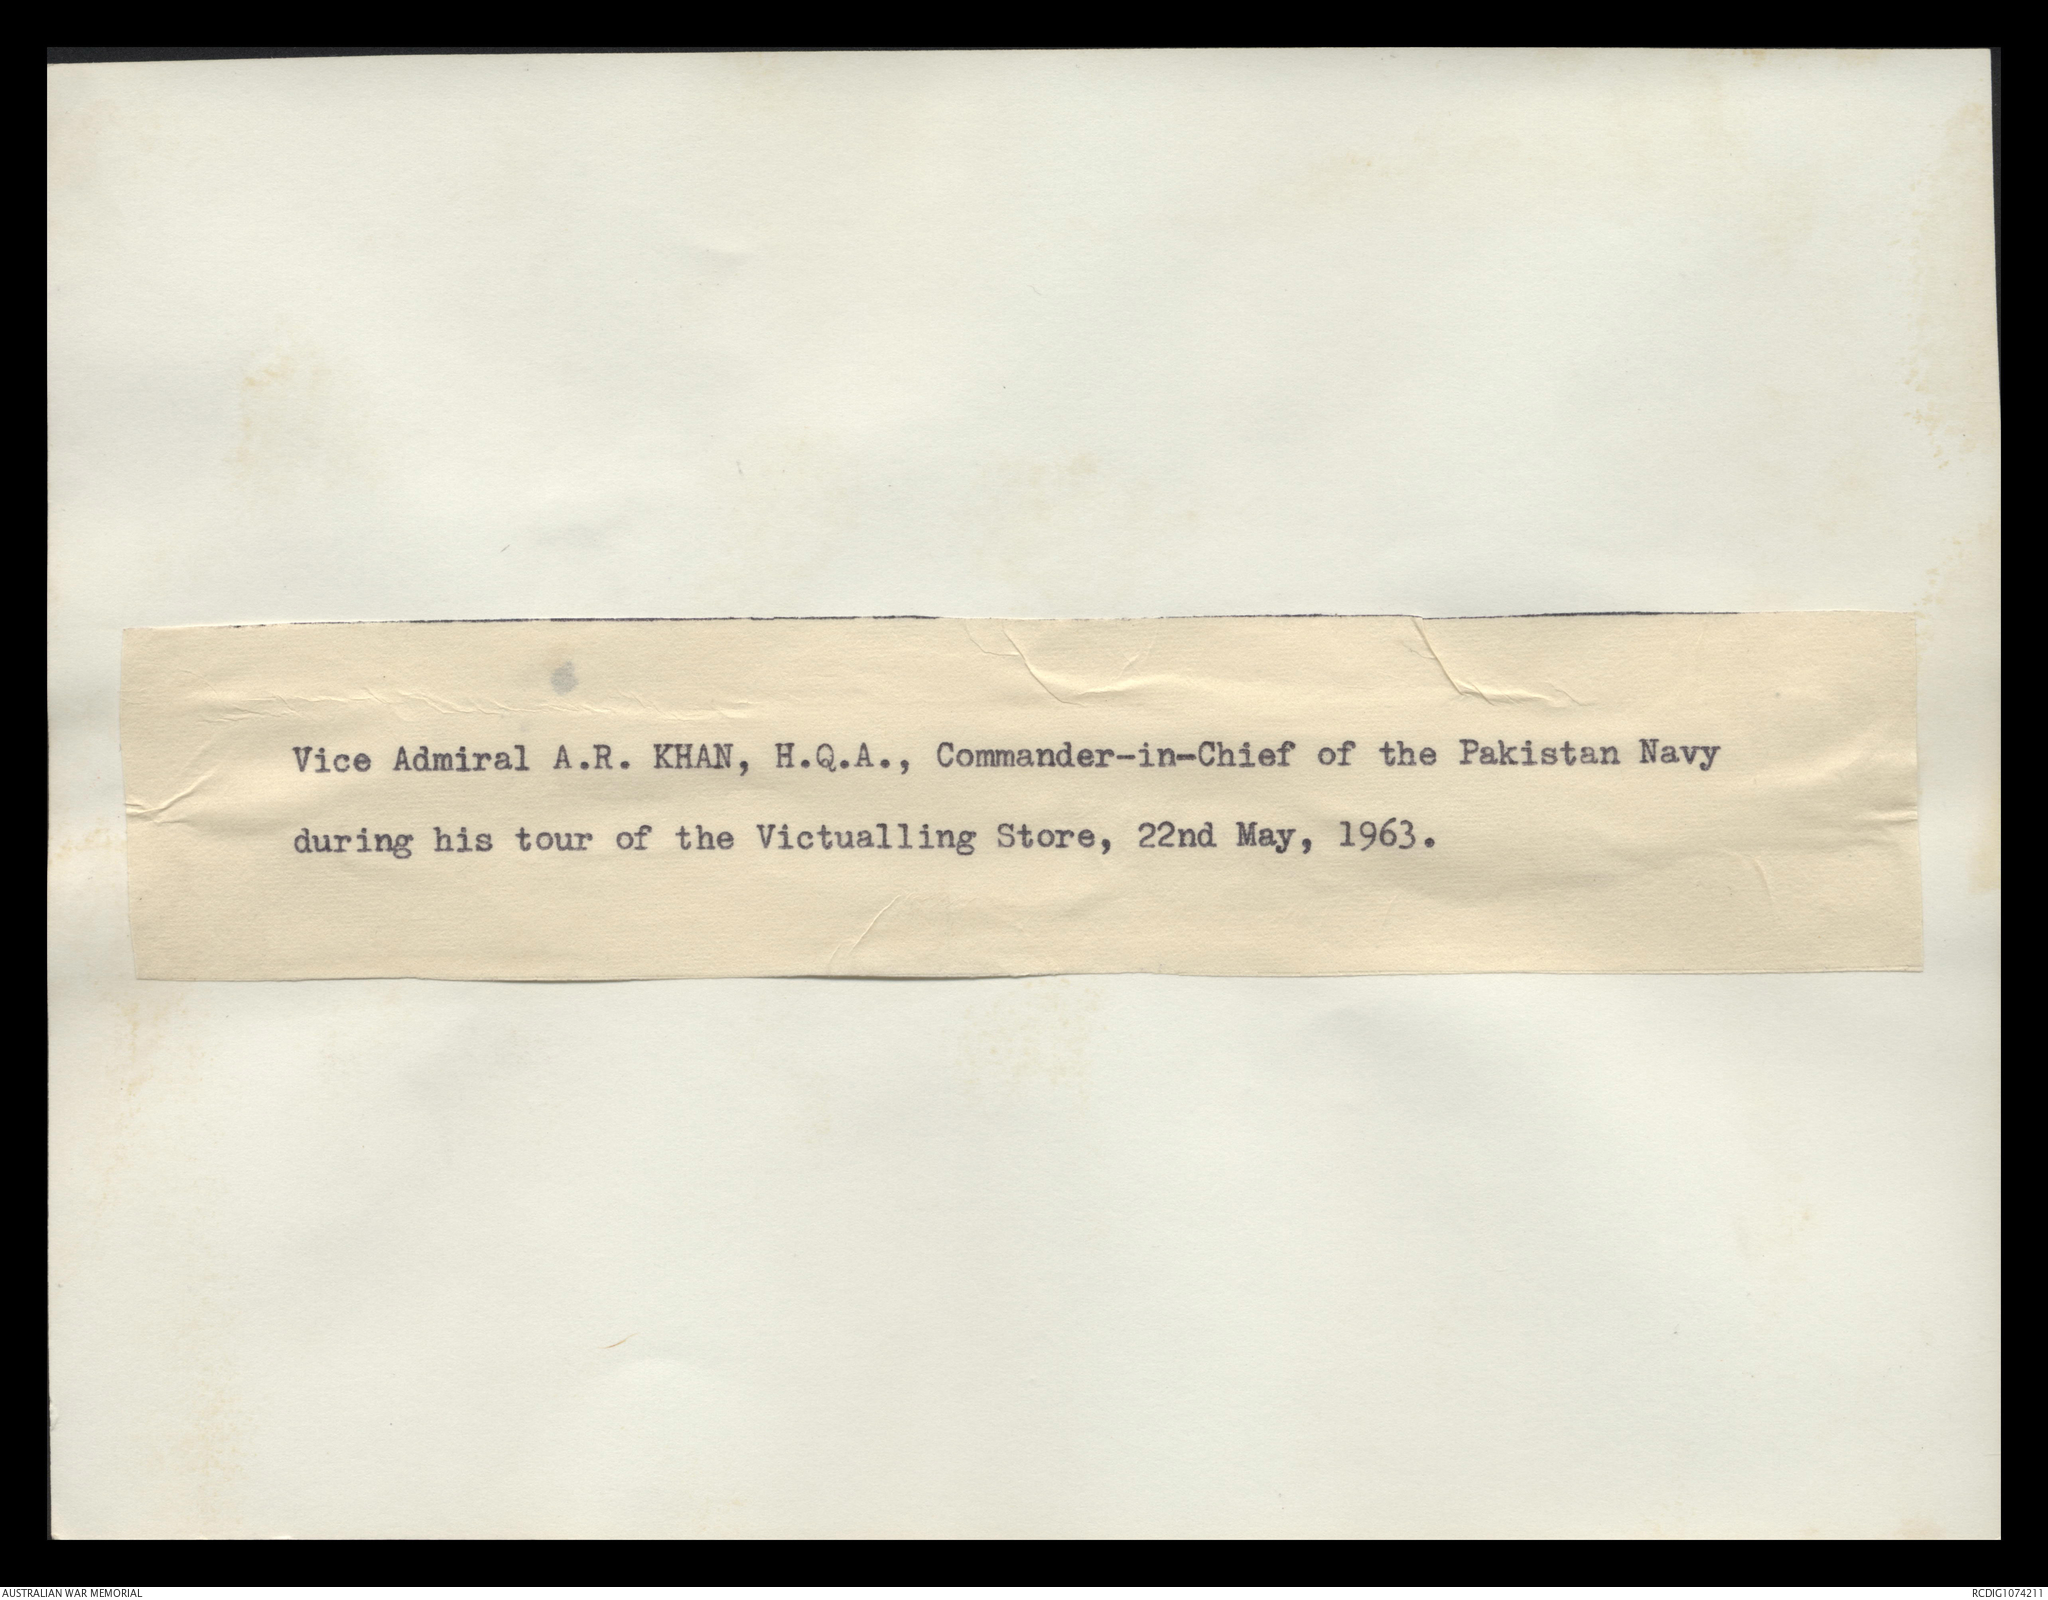 Vice Admiral A.R. KHAN, H.Q.A., Commander-in-Chief of the Pakistan Navy
during his tour of the Victualling Store, 22nd May, 1963.
AUSTRALIAN WAR MEMORIAL
RCDIG1074211